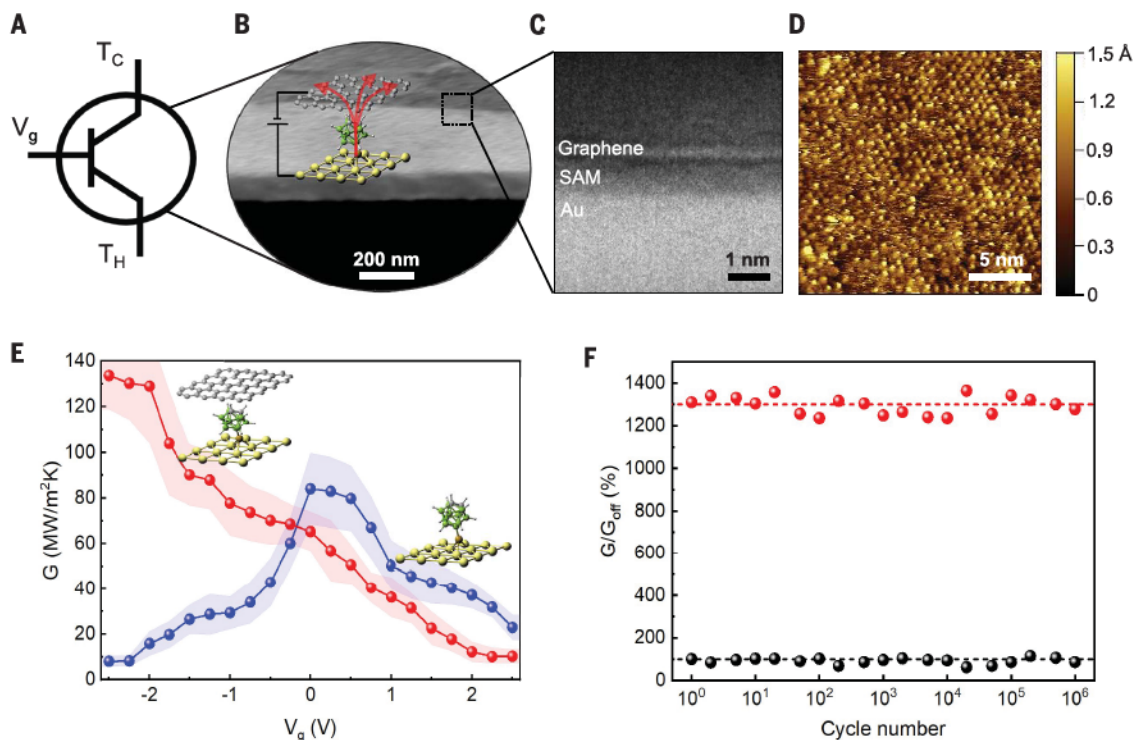 A
T_C
V_g
T_H
B
200 nm
C
Graphene
SAM
Au
1 nm
D
5 nm
1.5 Å
1.2
0.9
0.6
0.3
0
E
140
120
100
80
60
40
20
0
G (MW/m²K)
-2
-1
0
1
2
V_g (V)
F
1400
1200
1000
800
600
400
200
0
G/G_off (%)
10⁰
10¹
10²
10³
10⁴
10⁵
10⁶
Cycle number